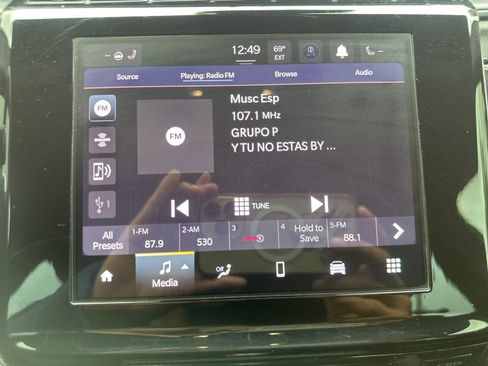 --
12:49
69°
EXT
--
Source
Playing: Radio FM
Browse
Audio
FM
FM
Musc Esp
107.1 MHz
GRUPO P
Y TU NO ESTAS BY ...
1
TUNE
All Presets
1-FM
87.9
2-AM
530
3
4
Hold to Save
5-FM
88.1
Media
Off
SCREEN